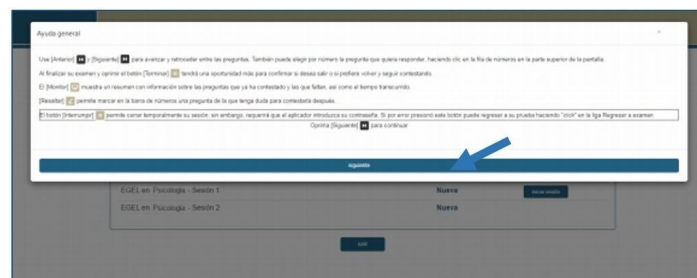 Ayuda general
×
Use [Anterior] y [Siguiente] para avanzar y retroceder entre las preguntas. También puede elegir por número la pregunta que quiera responder, haciendo clic en la fila de números en la parte superior de la pantalla.
Al finalizar su examen y oprimir el botón [Terminar] tendrá una oportunidad más para confirmar si desea salir o si prefiere volver y seguir contestando.
El [Monitor] muestra un resumen con información sobre las preguntas que ya ha contestado y las que faltan, así como el tiempo transcurrido.
[Resaltar] permite marcar en la barra de números una pregunta de la que tenga duda para contestarla después.
El botón [Interrumpir] permite cerrar temporalmente su sesión, sin embargo, requerirá que el aplicador introduzca su contraseña. Si por error presionó este botón puede regresar a su prueba haciendo "click" en la liga Regresar a examen
Oprima [Siguiente] para continuar
siguiente
EGEL en Psicología - Sesión 1 Nueva iniciar sesión
EGEL en Psicología - Sesión 2 Nueva
salir